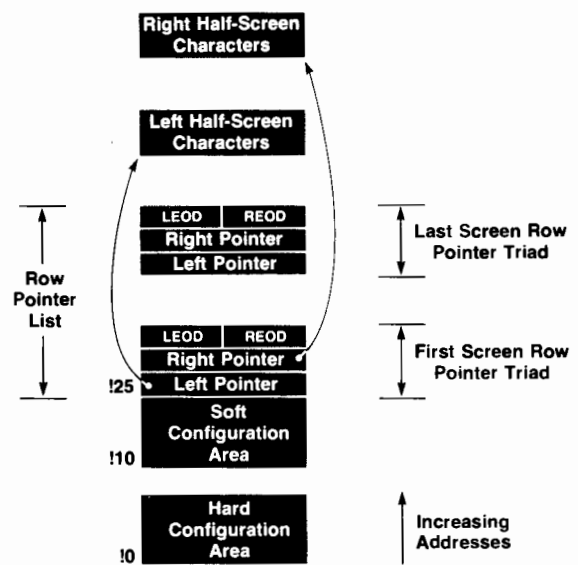 Right Half-Screen
Characters
Left Half-Screen
Characters
LEOD REOD
Right Pointer
Left Pointer
Last Screen Row
Pointer Triad
Row
Pointer
List
LEOD REOD
Right Pointer
!25 Left Pointer
First Screen Row
Pointer Triad
Soft
Configuration
Area
!10
Hard
Configuration
Area
!0
Increasing
Addresses